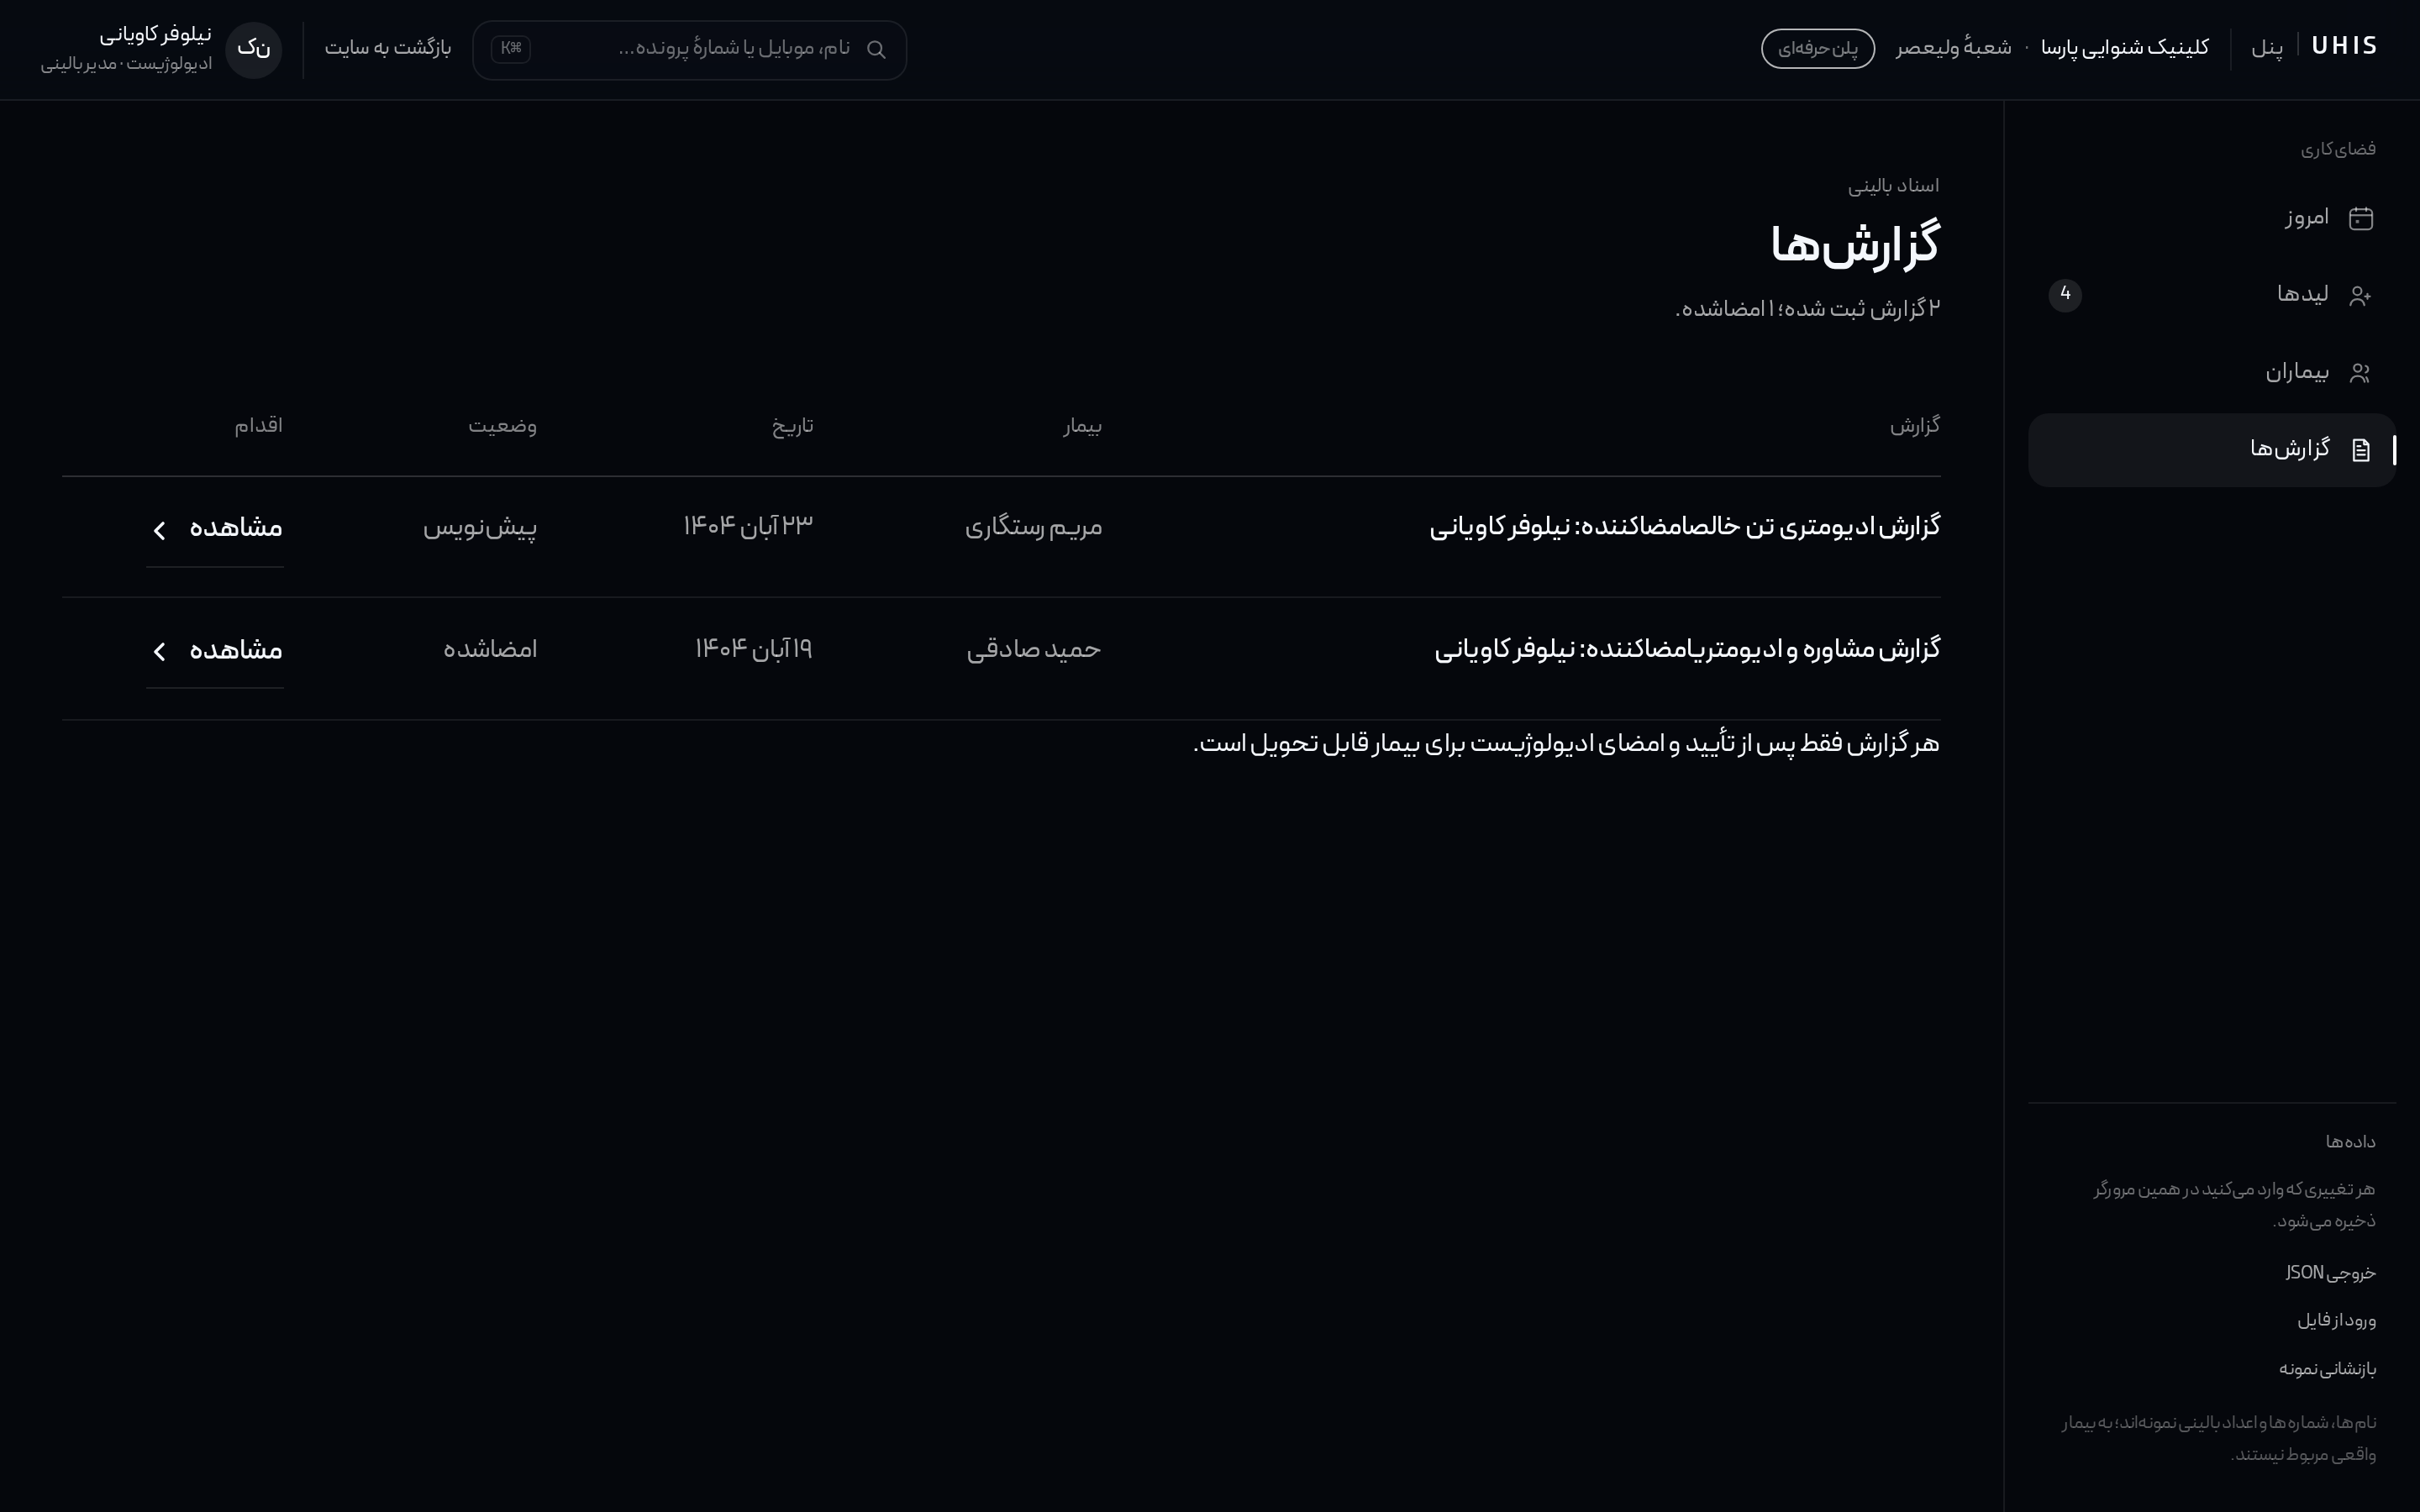 UHIS | پنل
کلینیک شنوایی پارسا · شعبهٔ ولیعصر
پلن حرفه‌ای
نام، موبایل یا شمارهٔ پرونده...
⌘K
بازگشت به سایت
ن‌ک
نیلوفر کاویانی
ادیولوژیست · مدیر بالینی
فضای کاری
امروز
لیدها 4
بیماران
گزارش‌ها
اسناد بالینی
گزارش‌ها
۲ گزارش ثبت شده؛ ۱ امضاشده.
گزارش بیمار تاریخ وضعیت اقدام
گزارش ادیومتری تن خالصامضاکننده: نیلوفر کاویانی مریم رستگاری ۲۳ آبان ۱۴۰۴ پیش‌نویس مشاهده
گزارش مشاوره و ادیومتریامضاکننده: نیلوفر کاویانی حمید صادقی ۱۹ آبان ۱۴۰۴ امضاشده مشاهده
هر گزارش فقط پس از تأیید و امضای ادیولوژیست برای بیمار قابل تحویل است.
داده‌ها
هر تغییری که وارد می‌کنید در همین مرورگر
ذخیره می‌شود.
خروجی JSON
ورود از فایل
بازنشانی نمونه
نام‌ها، شماره‌ها و اعداد بالینی نمونه‌اند؛ به بیمار
واقعی مربوط نیستند.